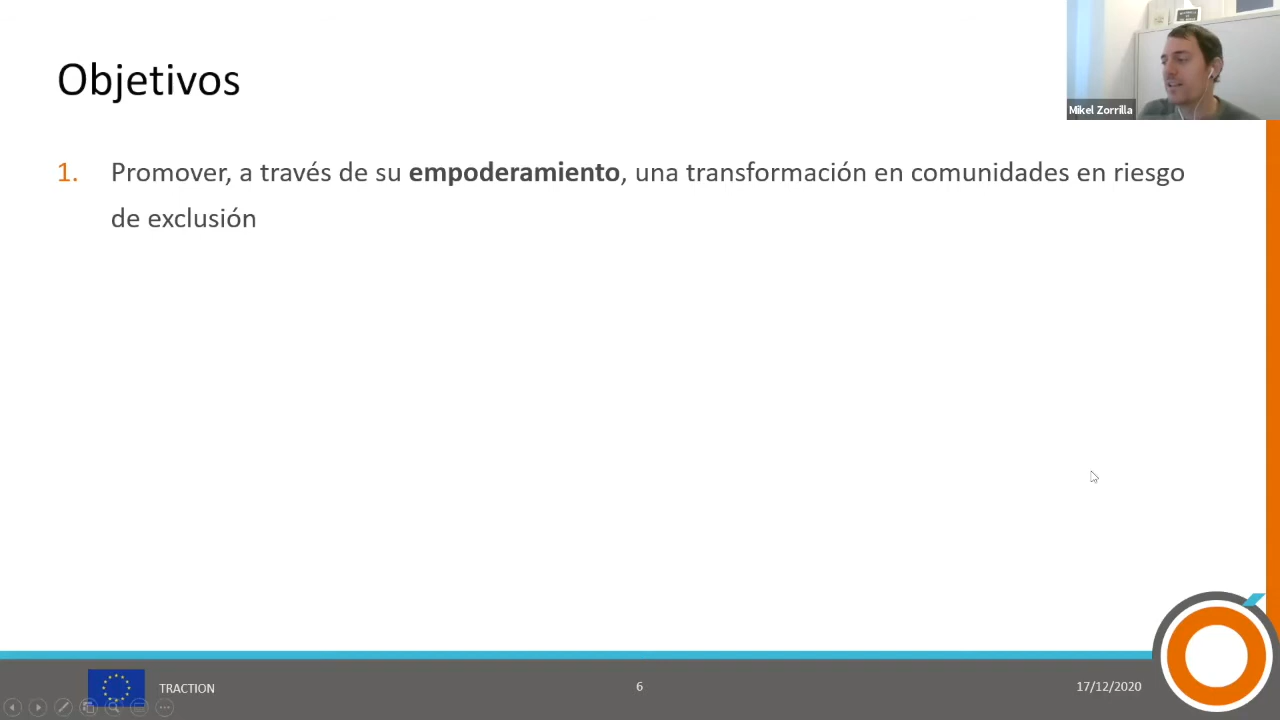 Objetivos
Mikel Zorrilla
1. Promover, a través de su empoderamiento, una transformación en comunidades en riesgo
de exclusión
TRACTION
6
17/12/2020